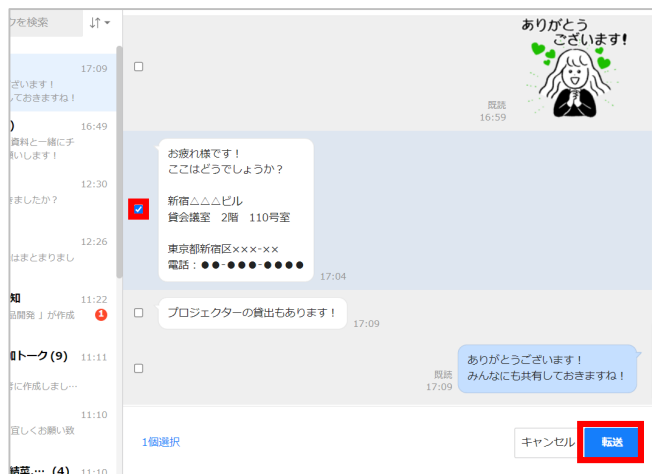 クを検索
17:09
ざいます！
しておきますね！
16:49
資料と一緒にチ
願いします！
12:30
きましたか？
12:26
はまとまりまし
知
11:22
品開発 」が作成
1
加トーク (9)
11:11
に作成しまし…
11:10
宜しくお願い致
結菜,… (4)
11:10
ありがとう
ございます!
既読
16:59
お疲れ様です！
ここはどうでしょうか？
新宿△△△ビル
貸会議室　2階　110号室
東京都新宿区×××-××
電話：●●-●●●-●●●●
17:04
プロジェクターの貸出もあります！
17:09
ありがとうございます！
みんなにも共有しておきますね！
既読
17:09
1個選択
キャンセル
転送